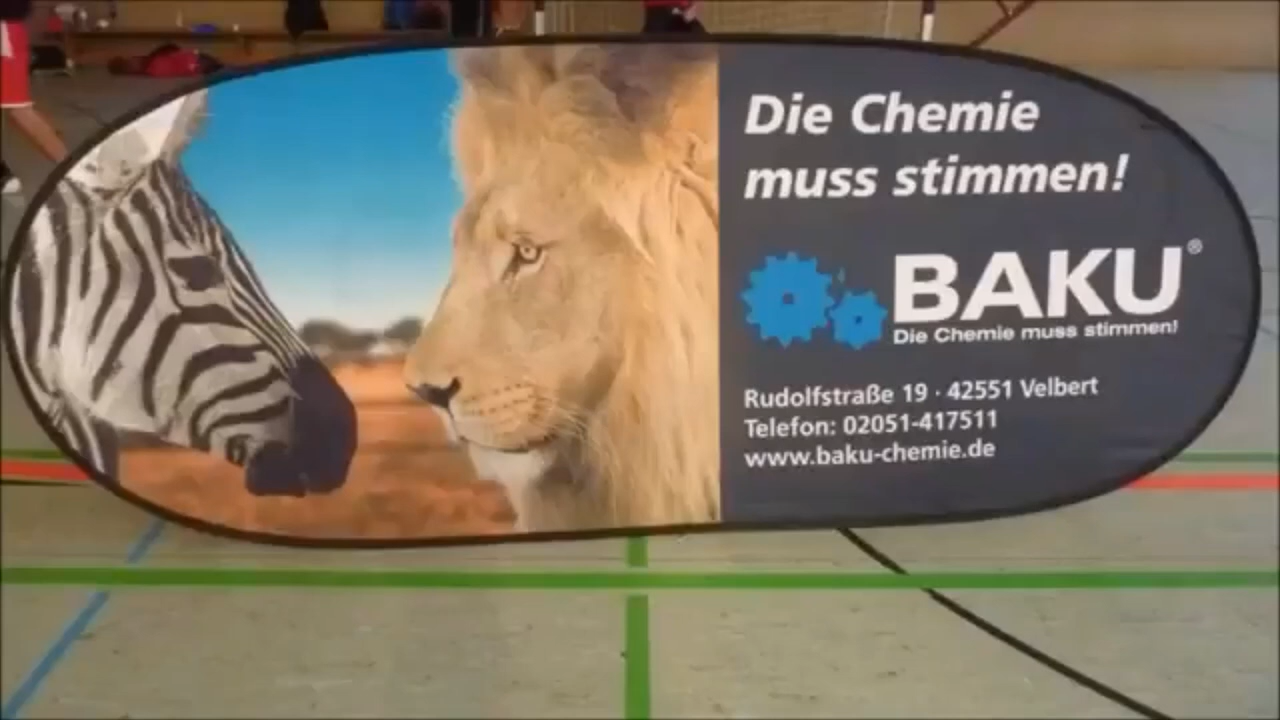 Die Chemie
muss stimmen!
BAKU®
Die Chemie muss stimmen!
Rudolfstraße 19 · 42551 Velbert
Telefon: 02051-417511
www.baku-chemie.de